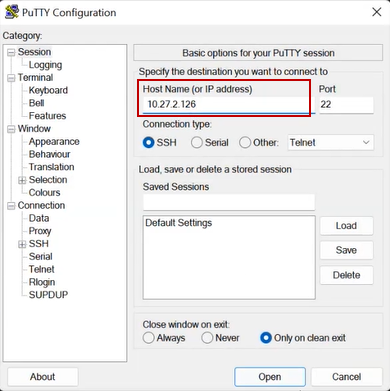 PuTTY Configuration
Category:
Session
Logging
Terminal
Keyboard
Bell
Features
Window
Appearance
Behaviour
Translation
Selection
Colours
Connection
Data
Proxy
SSH
Serial
Telnet
Rlogin
SUPDUP
Basic options for your PuTTY session
Specify the destination you want to connect to
Host Name (or IP address) Port
10.27.2.126 22
Connection type:
SSH Serial Other: Telnet
Load, save or delete a stored session
Saved Sessions
Default Settings
Load
Save
Delete
Close window on exit:
Always Never Only on clean exit
About Open Cancel